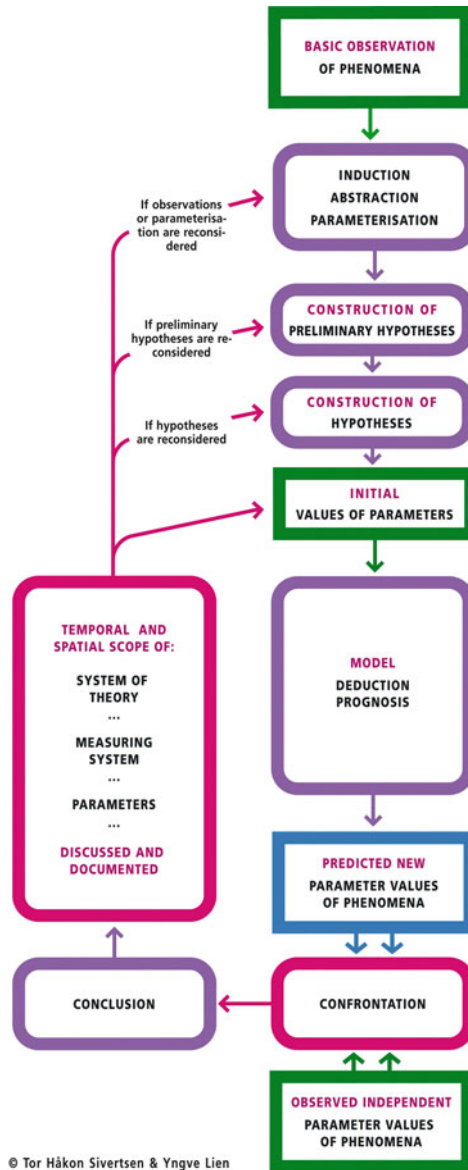 BASIC OBSERVATION
OF PHENOMENA
INDUCTION
ABSTRACTION
PARAMETERISATION
If observations
or parameterisa-
tion are reconsi-
dered
CONSTRUCTION OF
PRELIMINARY HYPOTHESES
If preliminary
hypotheses are re-
considered
CONSTRUCTION OF
HYPOTHESES
If hypotheses
are reconsidered
INITIAL
VALUES OF PARAMETERS
TEMPORAL AND
SPATIAL SCOPE OF:
SYSTEM OF
THEORY
...
MEASURING
SYSTEM
...
PARAMETERS
...
DISCUSSED AND
DOCUMENTED
MODEL
DEDUCTION
PROGNOSIS
PREDICTED NEW
PARAMETER VALUES
OF PHENOMENA
CONCLUSION
CONFRONTATION
OBSERVED INDEPENDENT
PARAMETER VALUES
OF PHENOMENA
© Tor Håkon Sivertsen & Yngve Lien